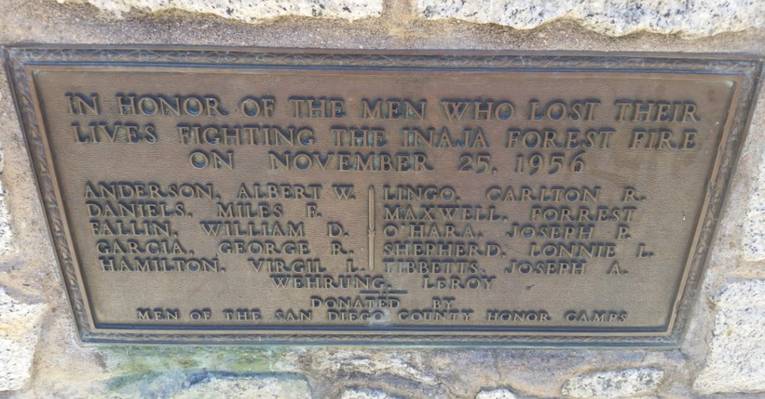 IN HONOR OF THE MEN WHO LOST THEIR
LIVES FIGHTING THE INAJA FOREST FIRE
ON NOVEMBER 25, 1956
ANDERSON, ALBERT W.
DANIELS, MILES F.
FALLIN, WILLIAM D.
GARCIA, GEORGE R.
HAMILTON, VIRGIL L.
LINGO, CARLTON R.
MAXWELL, FORREST
O'HARA, JOSEPH P.
SHEPHERD, LONNIE L.
TIBBETTS, JOSEPH A.
WEHRUNG, LEROY
DONATED BY
MEN OF THE SAN DIEGO COUNTY HONOR CAMPS